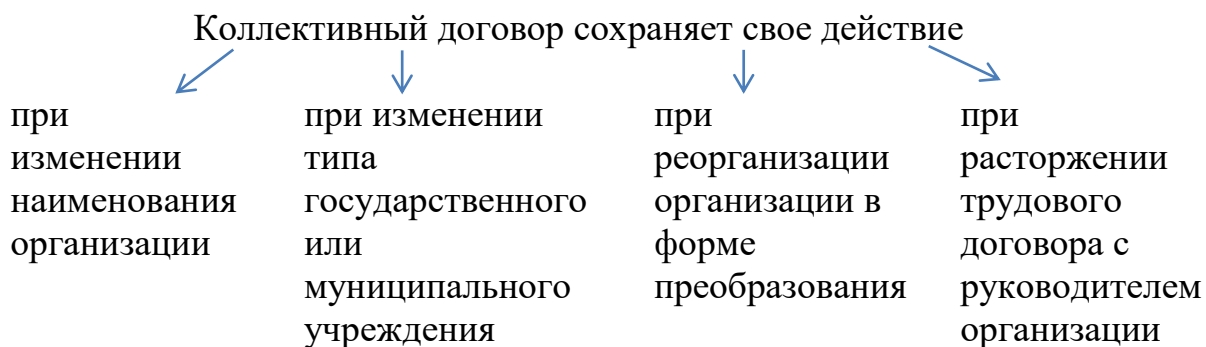 Коллективный договор сохраняет свое действие
при
изменении
наименования
организации
при изменении
типа
государственного
или
муниципального
учреждения
при
реорганизации
организации в
форме
преобразования
при
расторжении
трудового
договора с
руководителем
организации